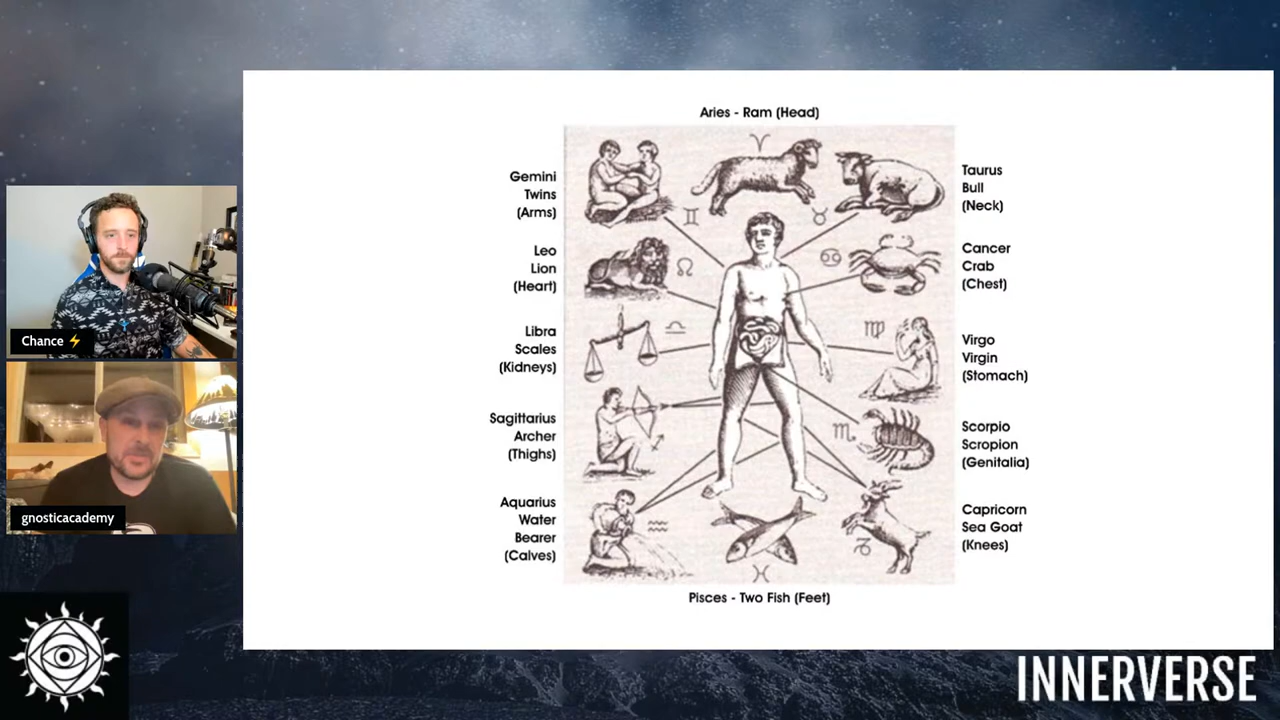 Aries - Ram (Head)
Gemini
Twins
(Arms)
Taurus
Bull
(Neck)
Leo
Lion
(Heart)
Cancer
Crab
(Chest)
Libra
Scales
(Kidneys)
Virgo
Virgin
(Stomach)
Sagittarius
Archer
(Thighs)
Scorpio
Scropion
(Genitalia)
Aquarius
Water
Bearer
(Calves)
Capricorn
Sea Goat
(Knees)
Pisces - Two Fish (Feet)
Chance ⚡
gnosticacademy
INNERVERSE